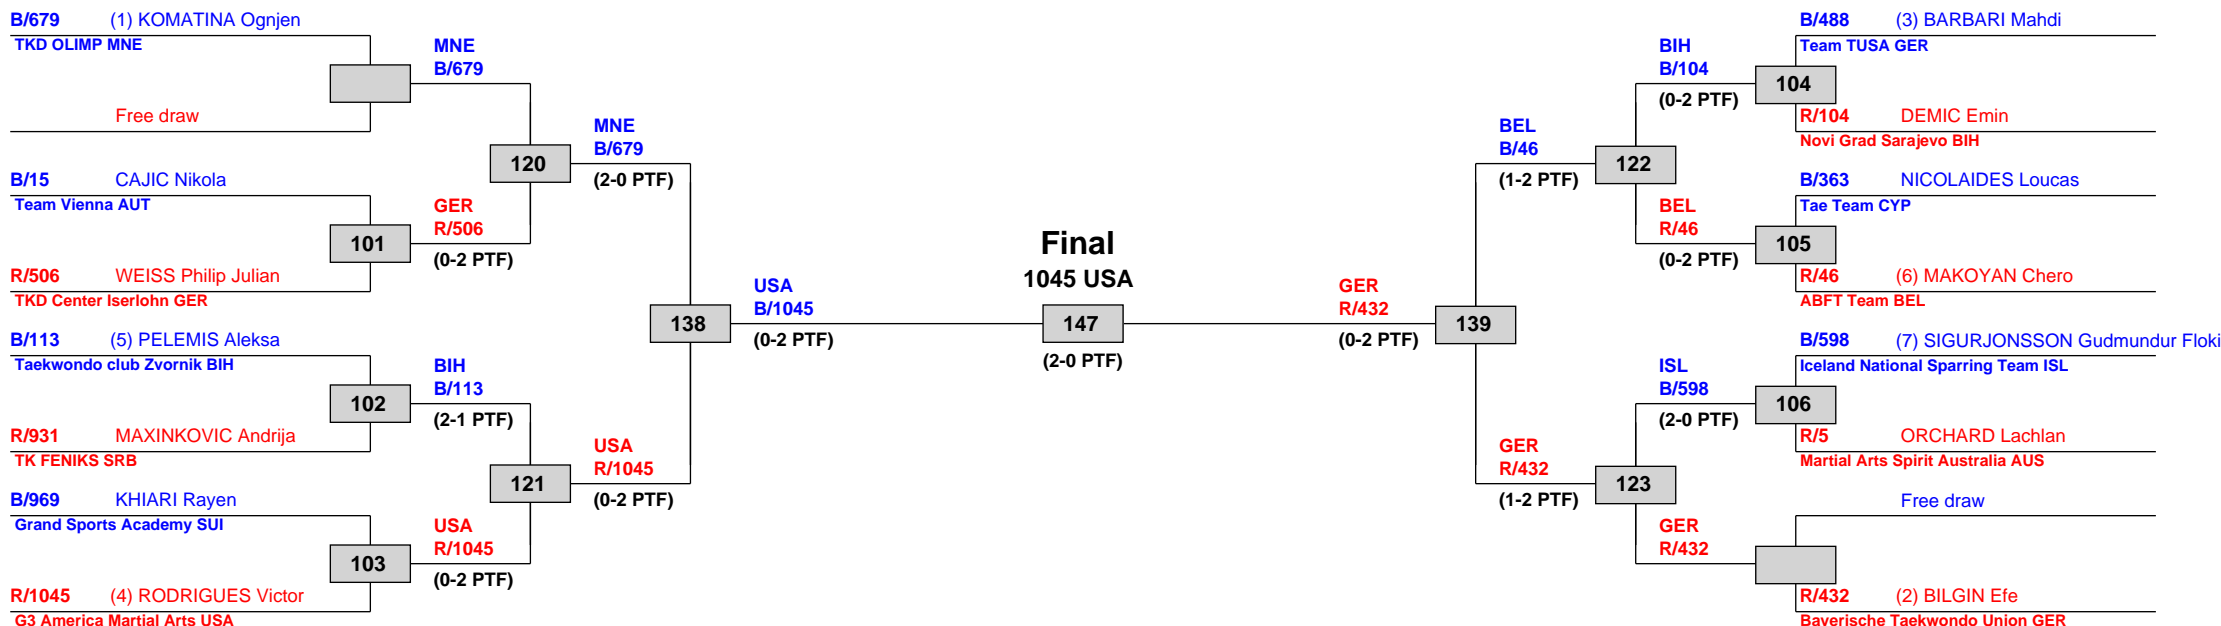 B/679 (1) KOMATINA Ognjen
TKD OLIMP MNE
Free draw
B/15 CAJIC Nikola
Team Vienna AUT
R/506 WEISS Philip Julian
TKD Center Iserlohn GER
B/113 (5) PELEMIS Aleksa
Taekwondo club Zvornik BIH
R/931 MAXINKOVIC Andrija
TK FENIKS SRB
B/969 KHIARI Rayen
Grand Sports Academy SUI
R/1045 (4) RODRIGUES Victor
G3 America Martial Arts USA
101
102
103
MNE
B/679
GER
R/506
(0-2 PTF)
BIH
B/113
(2-1 PTF)
USA
R/1045
(0-2 PTF)
120
121
MNE
B/679
(2-0 PTF)
USA
R/1045
(0-2 PTF)
138
USA
B/1045
(0-2 PTF)
Final
1045 USA
147
(2-0 PTF)
GER
R/432
(0-2 PTF)
139
BEL
B/46
(1-2 PTF)
GER
R/432
(1-2 PTF)
122
123
BIH
B/104
(0-2 PTF)
BEL
R/46
(0-2 PTF)
ISL
B/598
(2-0 PTF)
GER
R/432
104
105
106
B/488 (3) BARBARI Mahdi
Team TUSA GER
R/104 DEMIC Emin
Novi Grad Sarajevo BIH
B/363 NICOLAIDES Loucas
Tae Team CYP
R/46 (6) MAKOYAN Chero
ABFT Team BEL
B/598 (7) SIGURJONSSON Gudmundur Floki
Iceland National Sparring Team ISL
R/5 ORCHARD Lachlan
Martial Arts Spirit Australia AUS
Free draw
R/432 (2) BILGIN Efe
Baverische Taekwondo Union GER